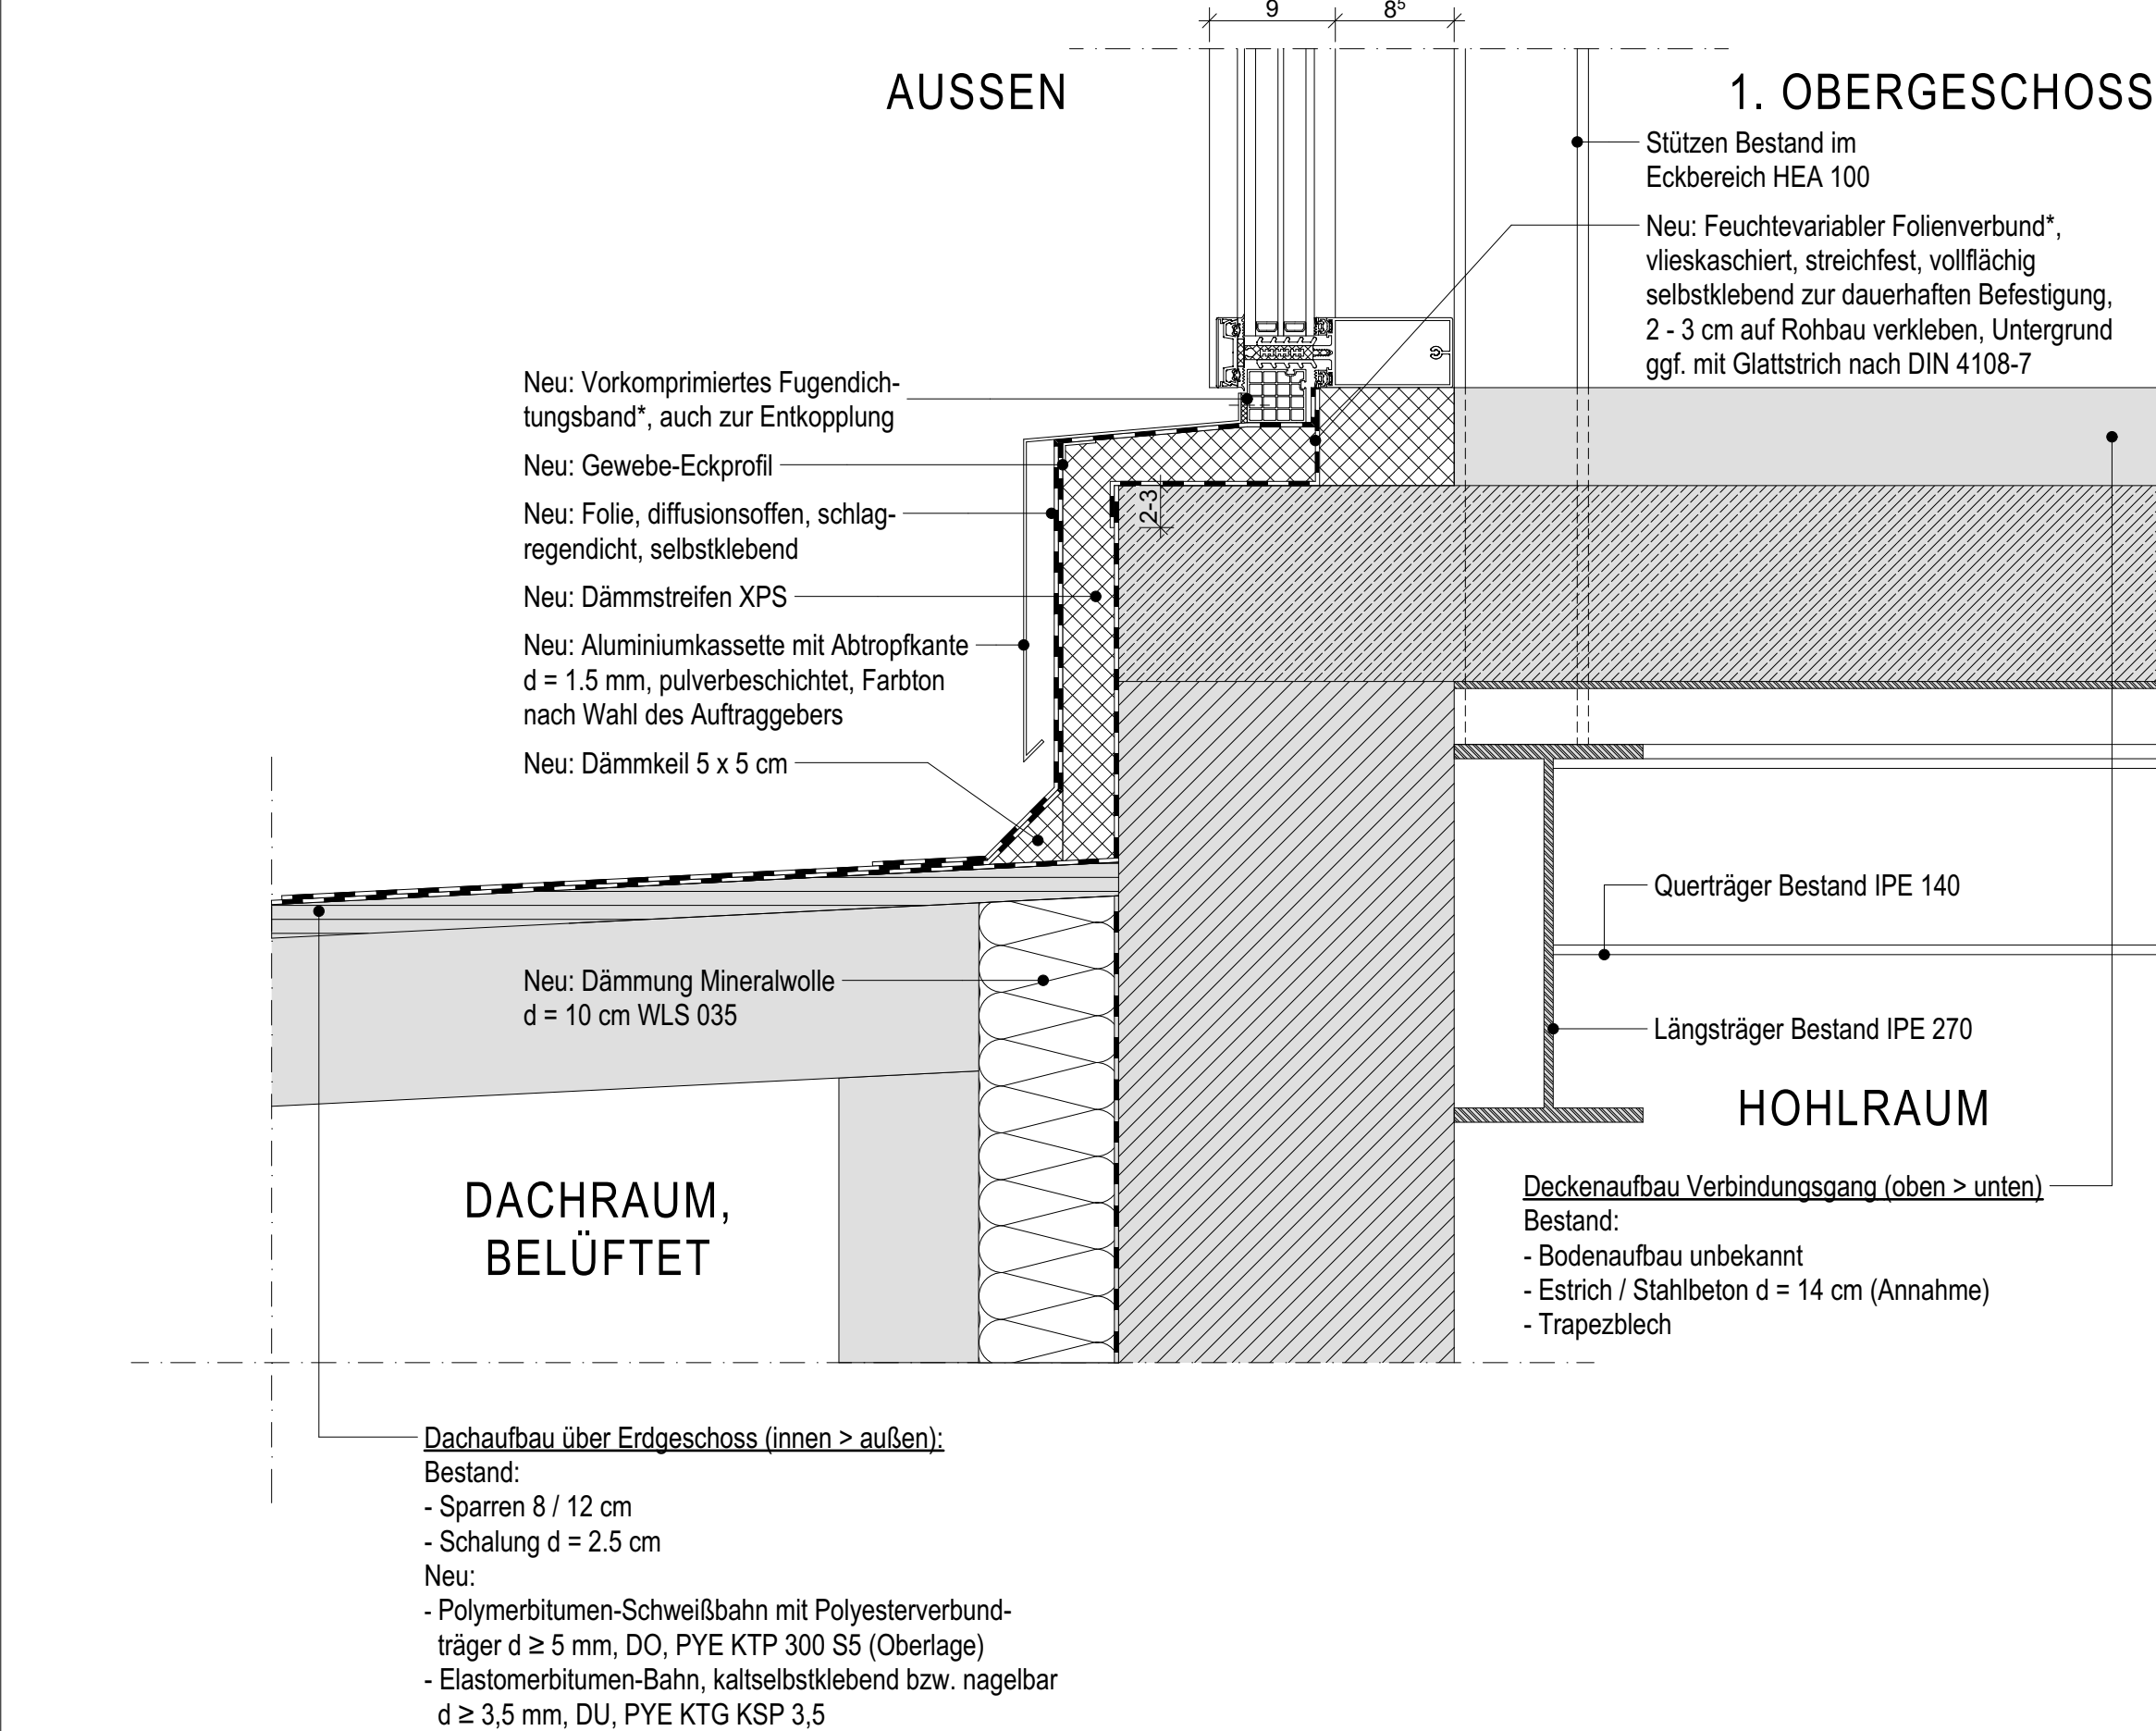 9
8⁵
AUSSEN
1. OBERGESCHOSS
Stützen Bestand im
Eckbereich HEA 100
Neu: Feuchtevariabler Folienverbund*,
vlieskaschiert, streichfest, vollflächig
selbstklebend zur dauerhaften Befestigung,
2 - 3 cm auf Rohbau verkleben, Untergrund
ggf. mit Glattstrich nach DIN 4108-7
Neu: Vorkomprimiertes Fugendich-
tungsband*, auch zur Entkopplung
Neu: Gewebe-Eckprofil
Neu: Folie, diffusionsoffen, schlag-
regendicht, selbstklebend
2-3
Neu: Dämmstreifen XPS
Neu: Aluminiumkassette mit Abtropfkante
d = 1.5 mm, pulverbeschichtet, Farbton
nach Wahl des Auftraggebers
Neu: Dämmkeil 5 x 5 cm
Querträger Bestand IPE 140
Neu: Dämmung Mineralwolle
d = 10 cm WLS 035
Längsträger Bestand IPE 270
HOHLRAUM
DACHRAUM,
BELÜFTET
Deckenaufbau Verbindungsgang (oben > unten)
Bestand:
- Bodenaufbau unbekannt
- Estrich / Stahlbeton d = 14 cm (Annahme)
- Trapezblech
Dachaufbau über Erdgeschoss (innen > außen):
Bestand:
- Sparren 8 / 12 cm
- Schalung d = 2.5 cm
Neu:
- Polymerbitumen-Schweißbahn mit Polyesterverbund-
träger d ≥ 5 mm, DO, PYE KTP 300 S5 (Oberlage)
- Elastomerbitumen-Bahn, kaltselbstklebend bzw. nagelbar
d ≥ 3,5 mm, DU, PYE KTG KSP 3,5